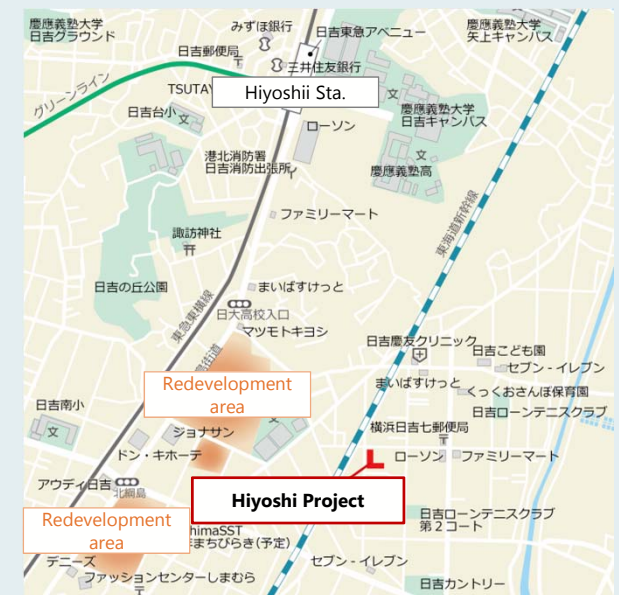 慶應義塾大学
日吉グラウンド
みずほ銀行
日吉東急アベニュー
慶應義塾大学
矢上キャンパス
日吉郵便局
三井住友銀行
グリーンライン
TSUTAY
Hiyoshii Sta.
日吉台小
文
ローソン
文
慶應義塾大学
日吉キャンパス
港北消防署
日吉消防出張所
文
慶應義塾高
ファミリーマート
東海道新幹線
諏訪神社
日吉の丘公園
まいばすけっと
東急東横線
日大高校入口
マツモトキヨシ
島街道
日吉慶友クリニック
日吉こども園
セブン‐イレブン
Redevelopment
area
まいばすけっと
くっくおさんぽ保育園
日吉南小
文
日吉ローンテニスクラブ
ジョナサン
文
横浜日吉七郵便局
ドン・キホーテ
ローソン
ファミリーマート
アウディ日吉
北綱島
Hiyoshi Project
Redevelopment
area
日吉ローンテニスクラブ
第２コート
himaSST
年まちびらき(予定)
デニーズ
セブン‐イレブン
ファッションセンターしまむら
日吉カントリー